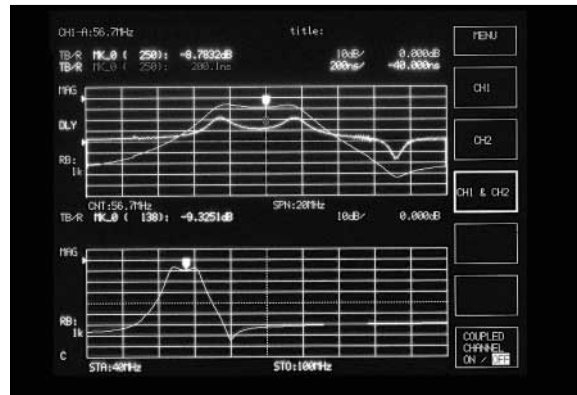 CH1-A:56.7MHz title:
TB/R MK_0 ( 250): -8.7832dB 10dB/ 0.000dB
TB/R MK_0 ( 250): 200.1ns 200ns/ -40.000ns
MAG
DLY
RB:
1k
CNT:56.7MHz SPN:20MHz
TB/R MK_0 ( 138): -9.3251dB 10dB/ 0.000dB
MAG
RB:
1k
C
STA:40MHz STO:100MHz
MENU
CH1
CH2
CH1 & CH2
COUPLED
CHANNEL
ON / OFF